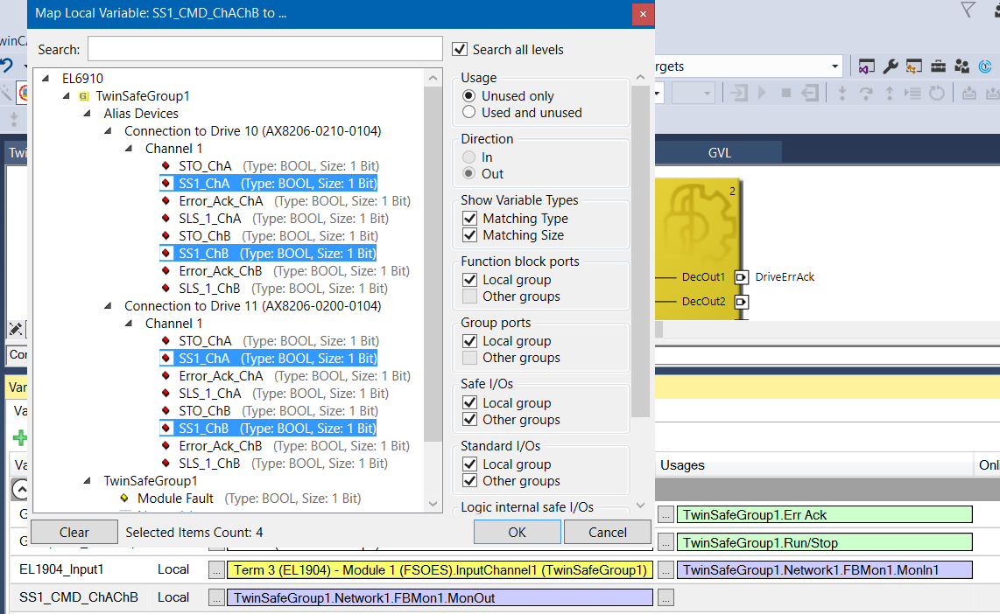 Map Local Variable: SS1_CMD_ChAChB to ...
Search:
Search all levels
EL6910
TwinSafeGroup1
Alias Devices
Connection to Drive 10 (AX8206-0210-0104)
Channel 1
STO_ChA (Type: BOOL, Size: 1 Bit)
SS1_ChA (Type: BOOL, Size: 1 Bit)
Error_Ack_ChA (Type: BOOL, Size: 1 Bit)
SLS_1_ChA (Type: BOOL, Size: 1 Bit)
STO_ChB (Type: BOOL, Size: 1 Bit)
SS1_ChB (Type: BOOL, Size: 1 Bit)
Error_Ack_ChB (Type: BOOL, Size: 1 Bit)
SLS_1_ChB (Type: BOOL, Size: 1 Bit)
Connection to Drive 11 (AX8206-0200-0104)
Channel 1
STO_ChA (Type: BOOL, Size: 1 Bit)
SS1_ChA (Type: BOOL, Size: 1 Bit)
Error_Ack_ChA (Type: BOOL, Size: 1 Bit)
SLS_1_ChA (Type: BOOL, Size: 1 Bit)
STO_ChB (Type: BOOL, Size: 1 Bit)
SS1_ChB (Type: BOOL, Size: 1 Bit)
Error_Ack_ChB (Type: BOOL, Size: 1 Bit)
SLS_1_ChB (Type: BOOL, Size: 1 Bit)
TwinSafeGroup1
Module Fault (Type: BOOL, Size: 1 Bit)
Usage
Unused only
Used and unused
Direction
In
Out
Show Variable Types
Matching Type
Matching Size
Function block ports
Local group
Other groups
Group ports
Local group
Other groups
Safe I/Os
Local group
Other groups
Standard I/Os
Local group
Other groups
Logic internal safe I/Os
Clear
Selected Items Count: 4
OK
Cancel
rgets
GVL
2
DecOut1
DriveErrAck
DecOut2
Usages
Onl
TwinSafeGroup1.Err Ack
TwinSafeGroup1.Run/Stop
EL1904_Input1 Local ... Term 3 (EL1904) - Module 1 (FSOES).InputChannel1 (TwinSafeGroup1) ... TwinSafeGroup1.Network1.FBMon1.MonIn1
SS1_CMD_ChAChB Local ... TwinSafeGroup1.Network1.FBMon1.MonOut ...